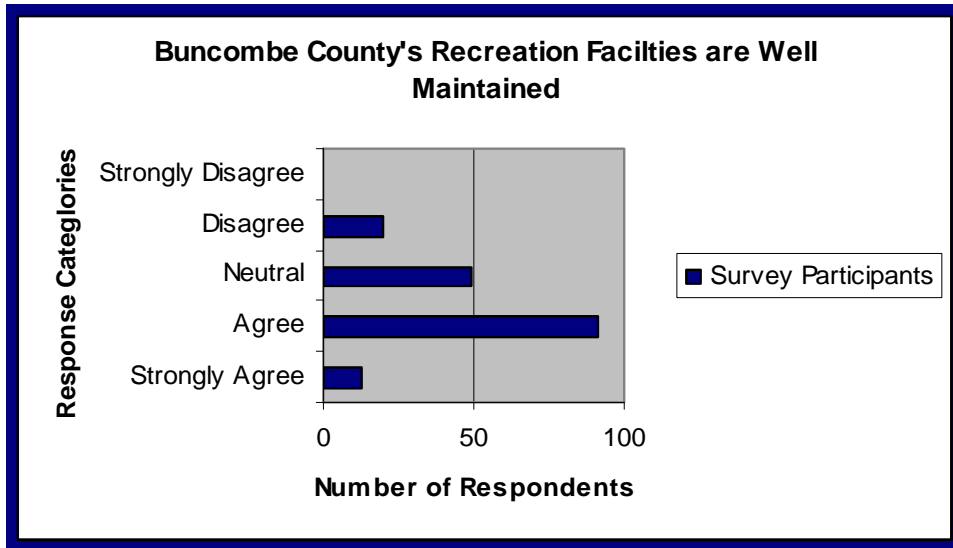 Buncombe County's Recreation Facilties are Well
Maintained
Response Categlories
Strongly Disagree
Disagree
Neutral
Agree
Strongly Agree
0 50 100
Number of Respondents
Survey Participants